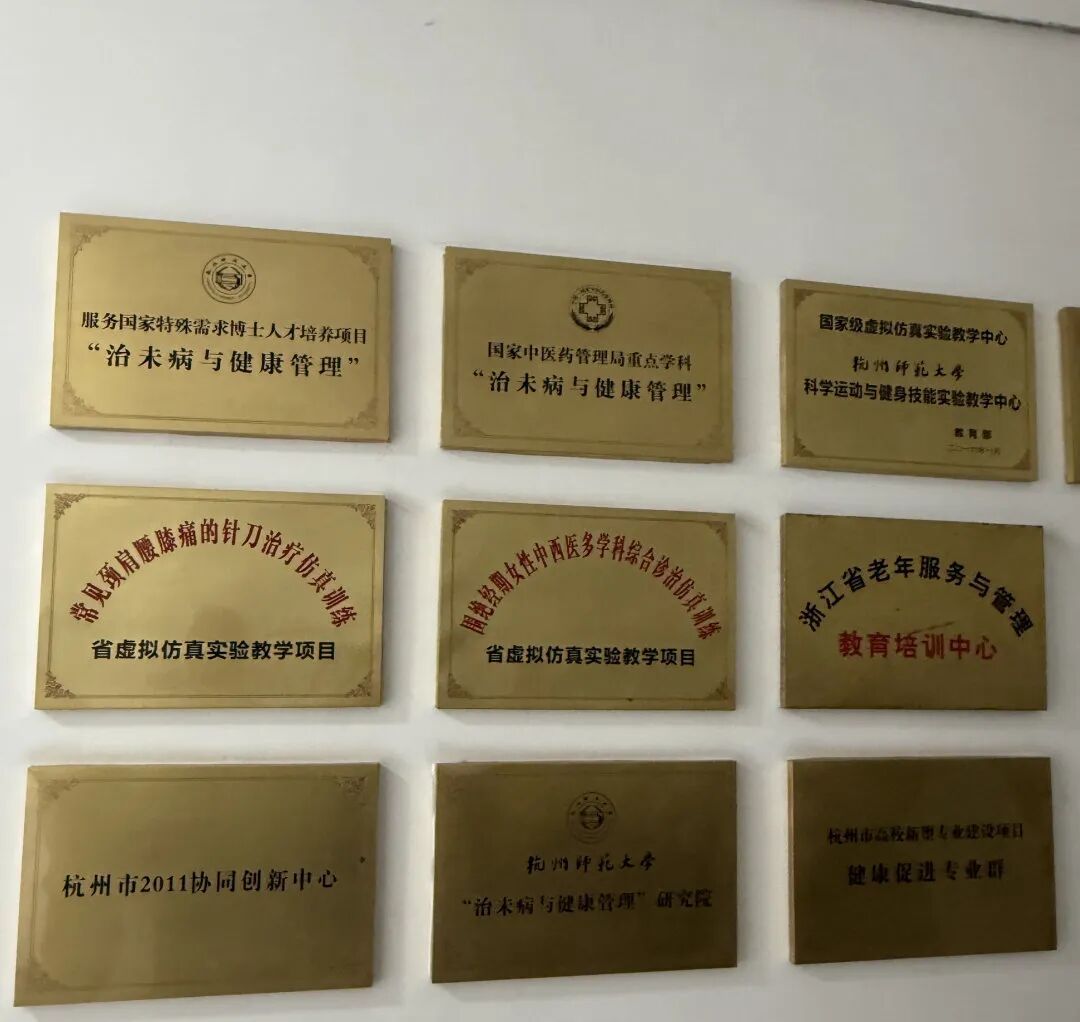 服务国家特殊需求博士人才培养项目
“治未病与健康管理”
国家中医药管理局重点学科
“治未病与健康管理”
国家级虚拟仿真实验教学中心
杭州师范大学
科学运动与健身技能实验教学中心
教育部
常见颈肩腰膝痛的针刀治疗仿真训练
省虚拟仿真实验教学项目
围绝经期女性中西医多学科综合诊治仿真训练
省虚拟仿真实验教学项目
浙江省老年服务与管理
教育培训中心
杭州市2011协同创新中心
杭州师范大学
“治未病与健康管理”研究院
杭州市高校新型专业建设项目
健康促进专业群